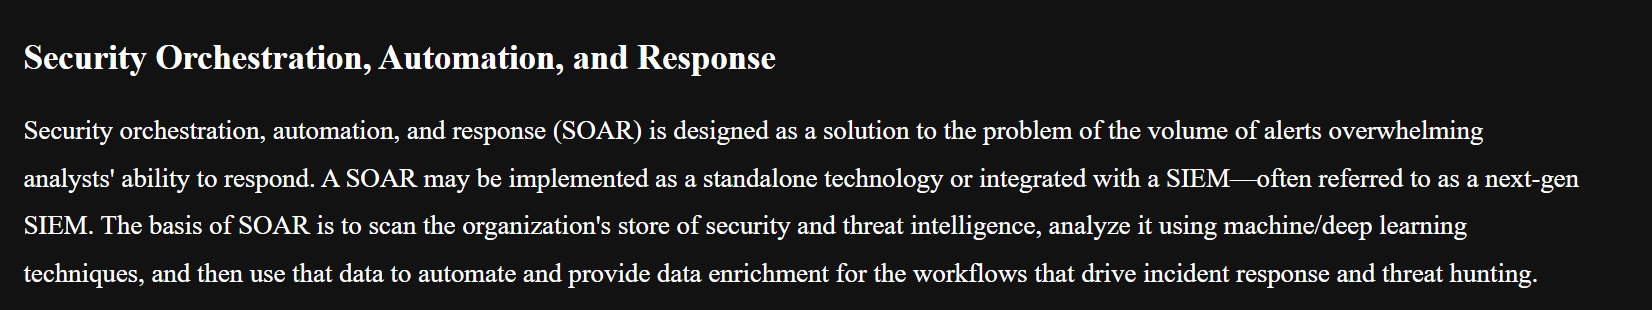 Security Orchestration, Automation, and Response
Security orchestration, automation, and response (SOAR) is designed as a solution to the problem of the volume of alerts overwhelming
analysts' ability to respond. A SOAR may be implemented as a standalone technology or integrated with a SIEM—often referred to as a next-gen
SIEM. The basis of SOAR is to scan the organization's store of security and threat intelligence, analyze it using machine/deep learning
techniques, and then use that data to automate and provide data enrichment for the workflows that drive incident response and threat hunting.